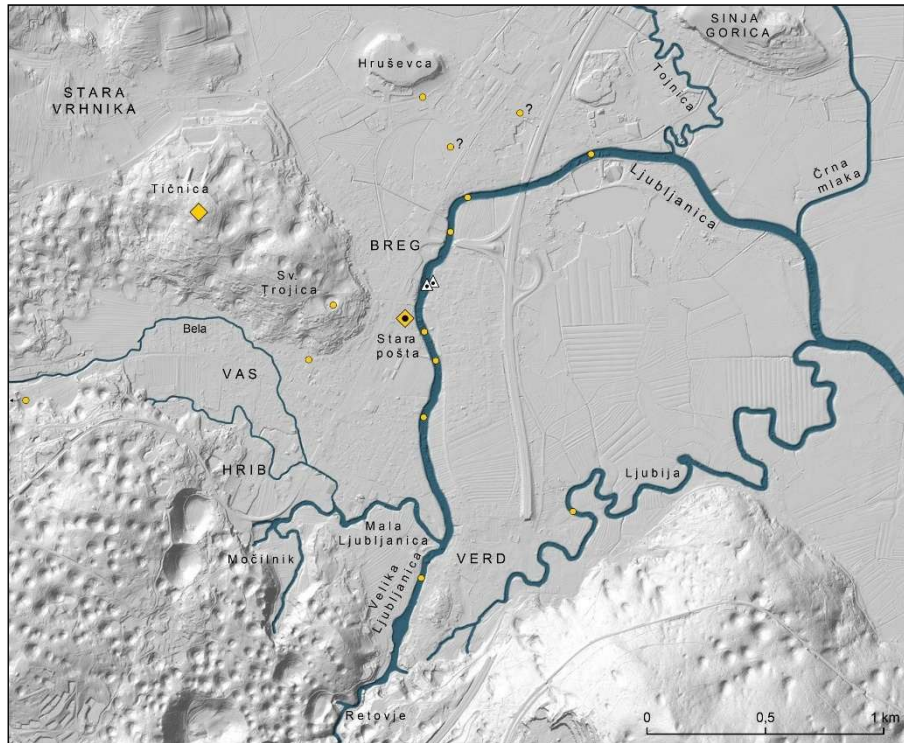 SINJA
GORICA
Hruševca
Tojnica
STARA
VRHNIKA
?
?
Črna
mlaka
Tičnica
Ljubljanica
BREG
Sv.
Trojica
Stara
pošta
Bela
VAS
HRIB
Ljubija
Mala
Ljubljanica
VERD
Močilnik
Velika
Ljubljanica
Retovje
0 0,5 1 km